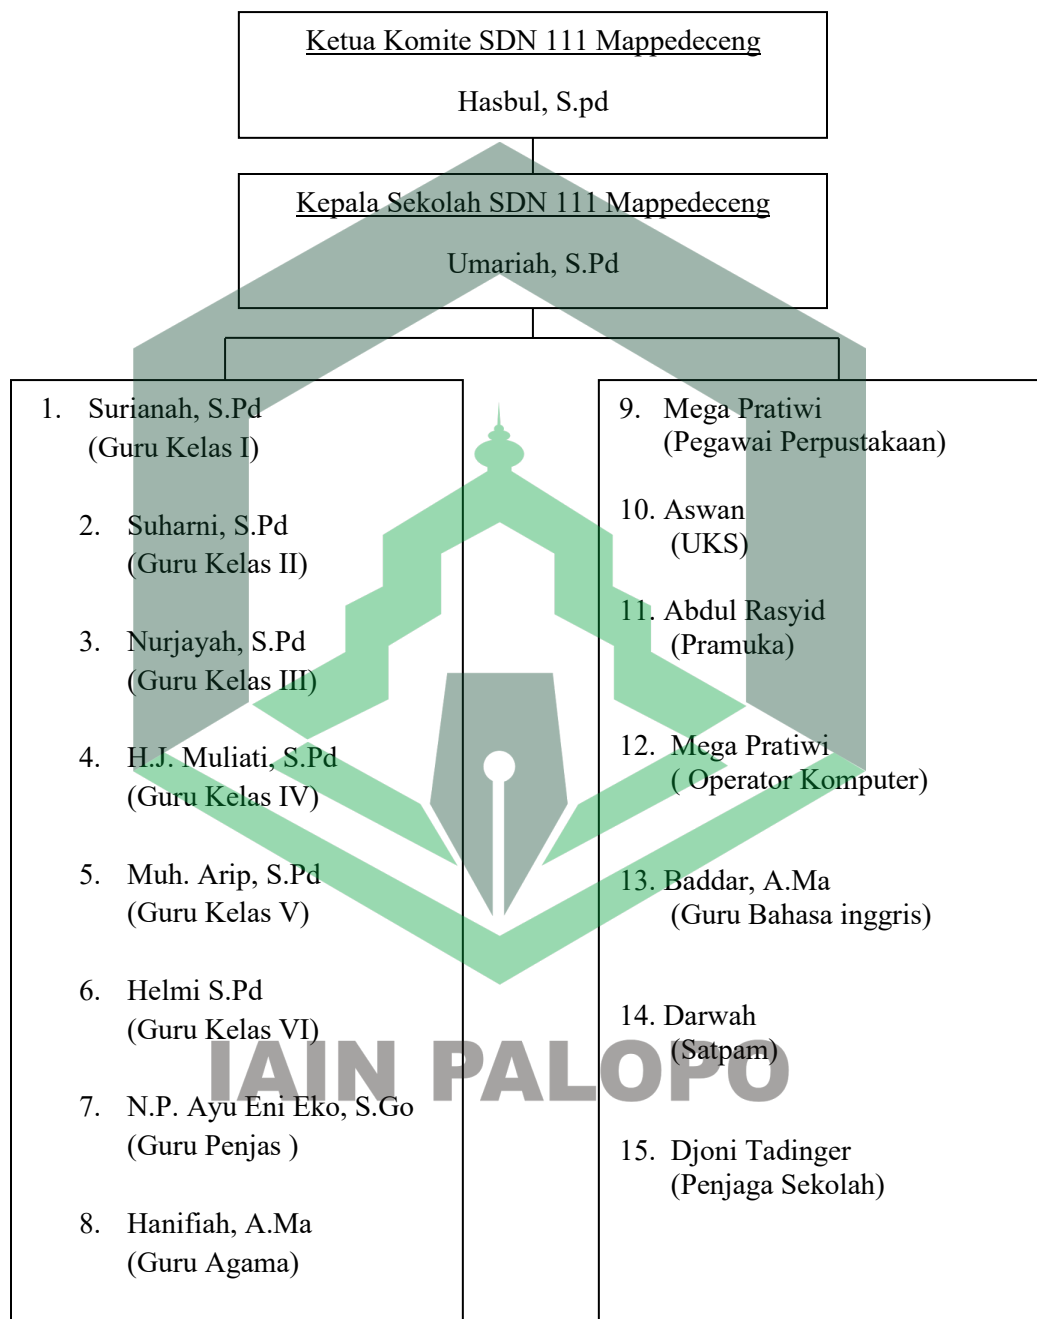 Ketua Komite SDN 111 Mappedeceng
Hasbul, S.pd
Kepala Sekolah SDN 111 Mappedeceng
Umariah, S.Pd
1. Surianah, S.Pd
(Guru Kelas I)
2. Suharni, S.Pd
(Guru Kelas II)
3. Nurjayah, S.Pd
(Guru Kelas III)
4. H.J. Muliati, S.Pd
(Guru Kelas IV)
5. Muh. Arip, S.Pd
(Guru Kelas V)
6. Helmi S.Pd
(Guru Kelas VI)
7. N.P. Ayu Eni Eko, S.Go
(Guru Penjas )
8. Hanifiah, A.Ma
(Guru Agama)
9. Mega Pratiwi
(Pegawai Perpustakaan)
10. Aswan
(UKS)
11. Abdul Rasyid
(Pramuka)
12. Mega Pratiwi
( Operator Komputer)
13. Baddar, A.Ma
(Guru Bahasa inggris)
14. Darwah
(Satpam)
15. Djoni Tadinger
(Penjaga Sekolah)
IAIN PALOPO